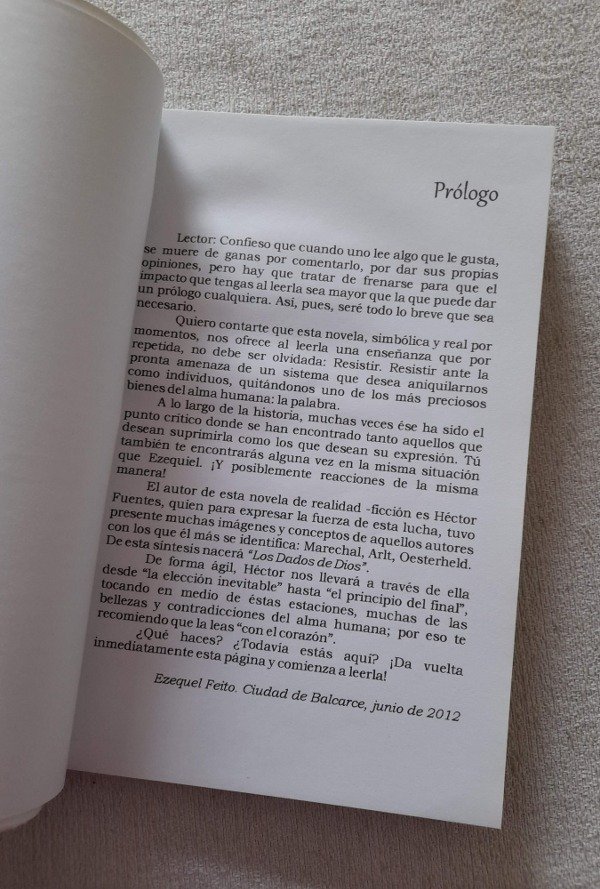 Prólogo
Lector: Confieso que cuando uno lee algo que le gusta,
se muere de ganas por comentarlo, por dar sus propias
opiniones, pero hay que tratar de frenarse para que el
impacto que tengas al leerla sea mayor que la que puede dar
un prólogo cualquiera. Así, pues, seré todo lo breve que sea
necesario.
Quiero contarte que esta novela, simbólica y real por
momentos, nos ofrece al leerla una enseñanza que por
repetida, no debe ser olvidada: Resistir. Resistir ante la
pronta amenaza de un sistema que desea aniquilarnos
como individuos, quitándonos uno de los más preciosos
bienes del alma humana: la palabra.
A lo largo de la historia, muchas veces ése ha sido el
punto crítico donde se han encontrado tanto aquellos que
desean suprimirla como los que desean su expresión. Tú
también te encontrarás alguna vez en la misma situación
que Ezequiel. ¡Y posiblemente reacciones de la misma
manera!
El autor de esta novela de realidad -ficción es Héctor
Fuentes, quien para expresar la fuerza de esta lucha, tuvo
presente muchas imágenes y conceptos de aquellos autores
con los que él más se identifica: Marechal, Arlt, Oesterheld.
De esta síntesis nacerá "Los Dados de Dios".
De forma ágil, Héctor nos llevará a través de ella
desde "la elección inevitable" hasta "el principio del final",
tocando en medio de éstas estaciones, muchas de las
bellezas y contradicciones del alma humana; por eso te
recomiendo que la leas "con el corazón".
¿Qué haces? ¿Todavía estás aquí? ¡Da vuelta
inmediatamente esta página y comienza a leerla!
Ezequel Feito. Ciudad de Balcarce, junio de 2012